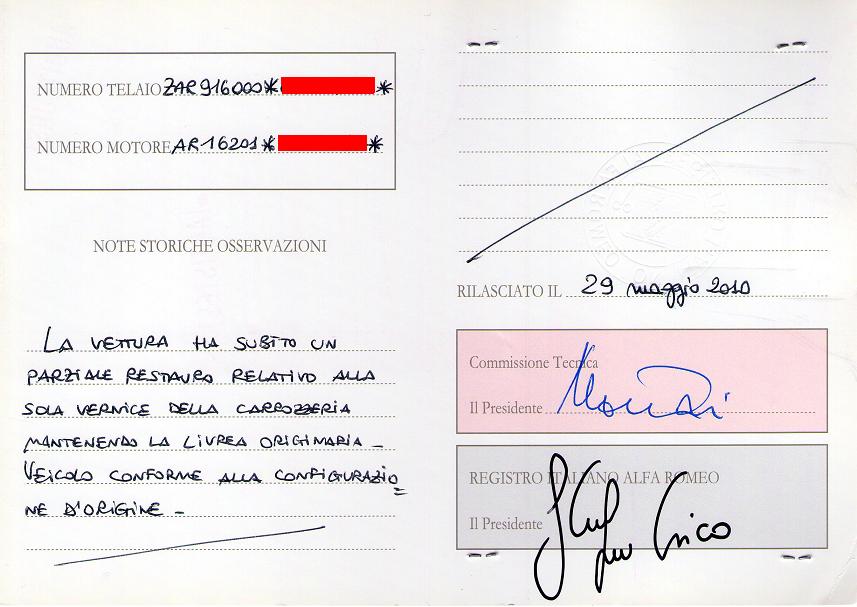 NUMERO TELAIO ZAR916000* *
NUMERO MOTORE AR16201* *
NOTE STORICHE OSSERVAZIONI
LA VETTURA HA SUBITO UN
PARZIALE RESTAURO RELATIVO ALLA
SOLA VERNICE DELLA CARROZZERIA
MANTENENDO LA LIVREA ORIGINARIA -
VEICOLO CONFORME ALLA CONFIGURAZIO
NE D'ORIGINE -
RILASCIATO IL 29 maggio 2010
Commissione Tecnica
Il Presidente
REGISTRO ITALIANO ALFA ROMEO
Il Presidente